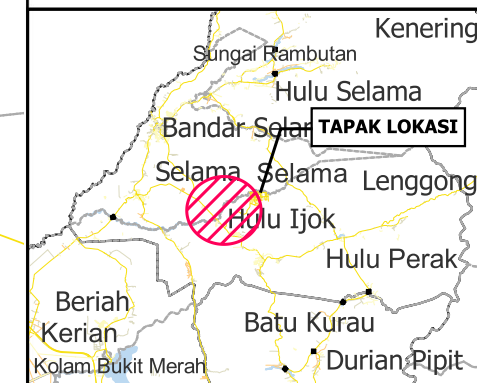 Kenering
Sungai Rambutan
Hulu Selama
Bandar Selam
TAPAK LOKASI
Selama
Selama
Lenggong
Hulu Ijok
Hulu Perak
Beriah
Batu Kurau
Kerian
Kolam Bukit Merah
Durian Pipit